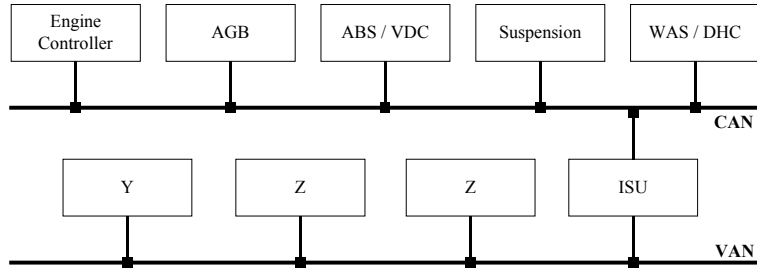 Engine
Controller
AGB
ABS / VDC
Suspension
WAS / DHC
CAN
Y
Z
Z
ISU
VAN